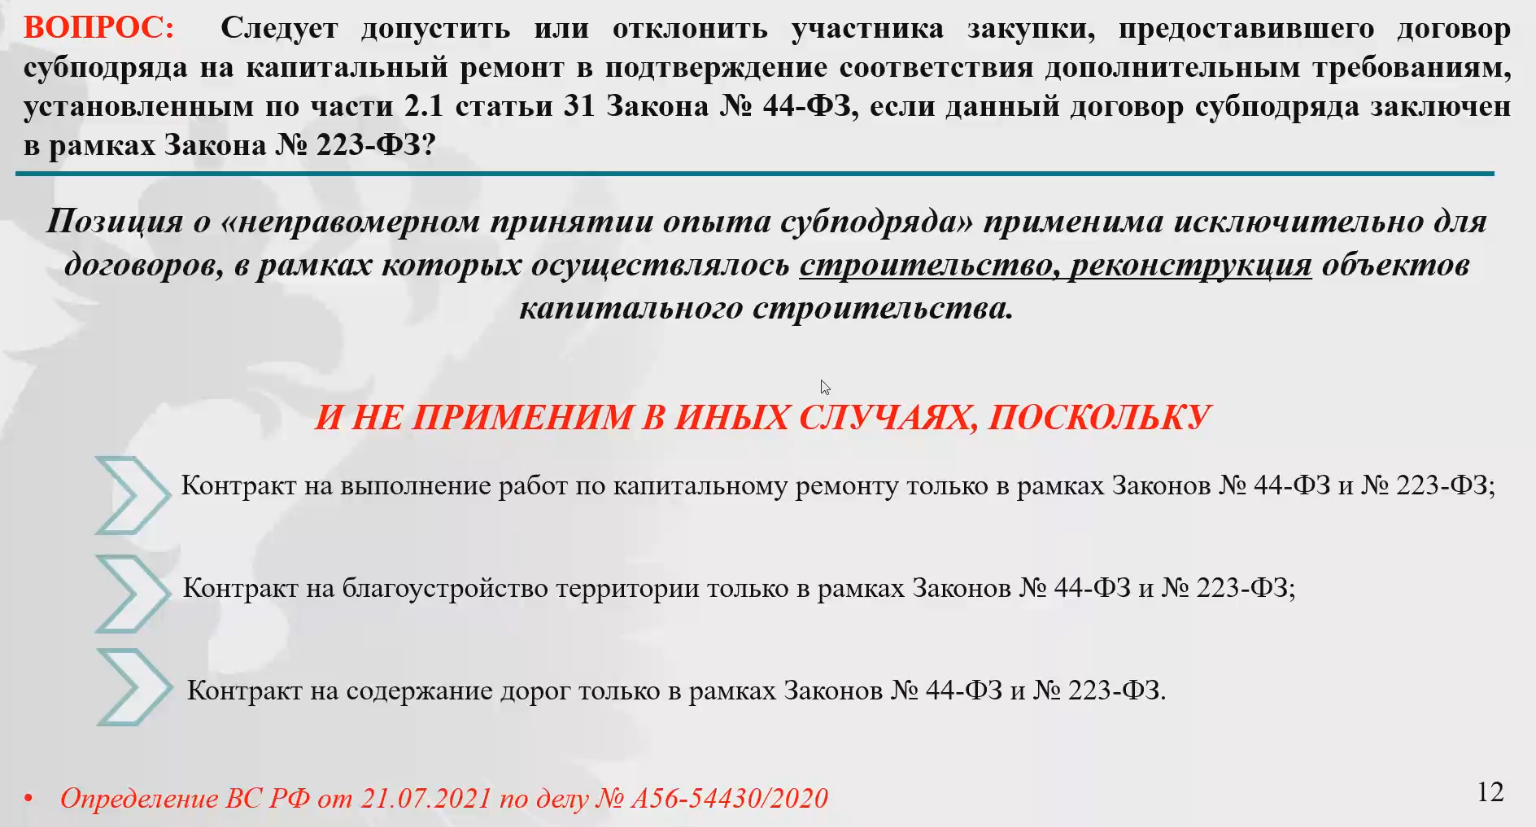 ВОПРОС: Следует допустить или отклонить участника закупки, предоставившего договор
субподряда на капитальный ремонт в подтверждение соответствия дополнительным требованиям,
установленным по части 2.1 статьи 31 Закона № 44-ФЗ, если данный договор субподряда заключен
в рамках Закона № 223-ФЗ?
Позиция о «неправомерном принятии опыта субподряда» применима исключительно для
договоров, в рамках которых осуществлялось строительство, реконструкция объектов
капитального строительства.
И НЕ ПРИМЕНИМ В ИНЫХ СЛУЧАЯХ, ПОСКОЛЬКУ
Контракт на выполнение работ по капитальному ремонту только в рамках Законов № 44-ФЗ и № 223-ФЗ;
Контракт на благоустройство территории только в рамках Законов № 44-ФЗ и № 223-ФЗ;
Контракт на содержание дорог только в рамках Законов № 44-ФЗ и № 223-ФЗ.
• Определение ВС РФ от 21.07.2021 по делу № А56-54430/2020
12